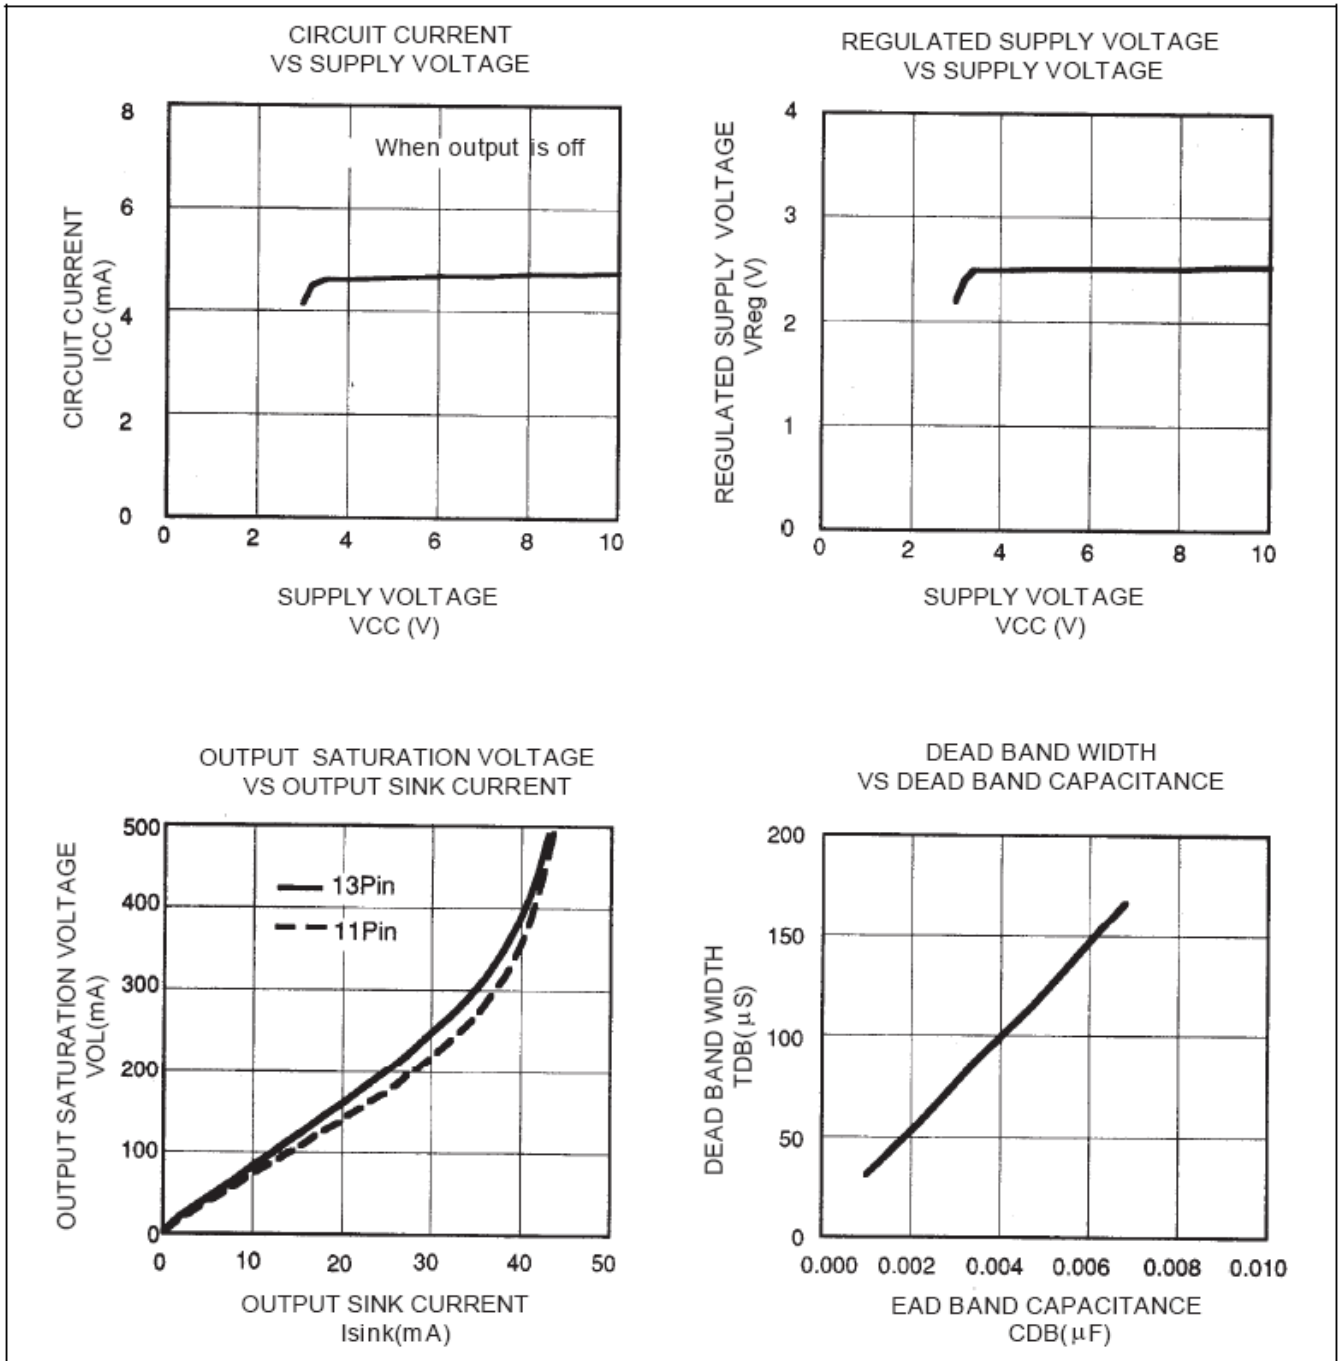 CIRCUIT CURRENT
VS SUPPLY VOLTAGE
8
6
4
2
0
When output is off
CIRCUIT CURRENT
ICC (mA)
0 2 4 6 8 10
SUPPLY VOLTAGE
VCC (V)
REGULATED SUPPLY VOLTAGE
VS SUPPLY VOLTAGE
4
3
2
1
0
REGULATED SUPPLY VOLTAGE
VReg (V)
0 2 4 6 8 10
SUPPLY VOLTAGE
VCC (V)
OUTPUT SATURATION VOLTAGE
VS OUTPUT SINK CURRENT
500
400
300
200
100
0
13Pin
11Pin
OUTPUT SATURATION VOLTAGE
VOL(mA)
0 10 20 30 40 50
OUTPUT SINK CURRENT
Isink(mA)
DEAD BAND WIDTH
VS DEAD BAND CAPACITANCE
200
150
100
50
0
DEAD BAND WIDTH
TDB(μS)
0.000 0.002 0.004 0.006 0.008 0.010
EAD BAND CAPACITANCE
CDB(μF)